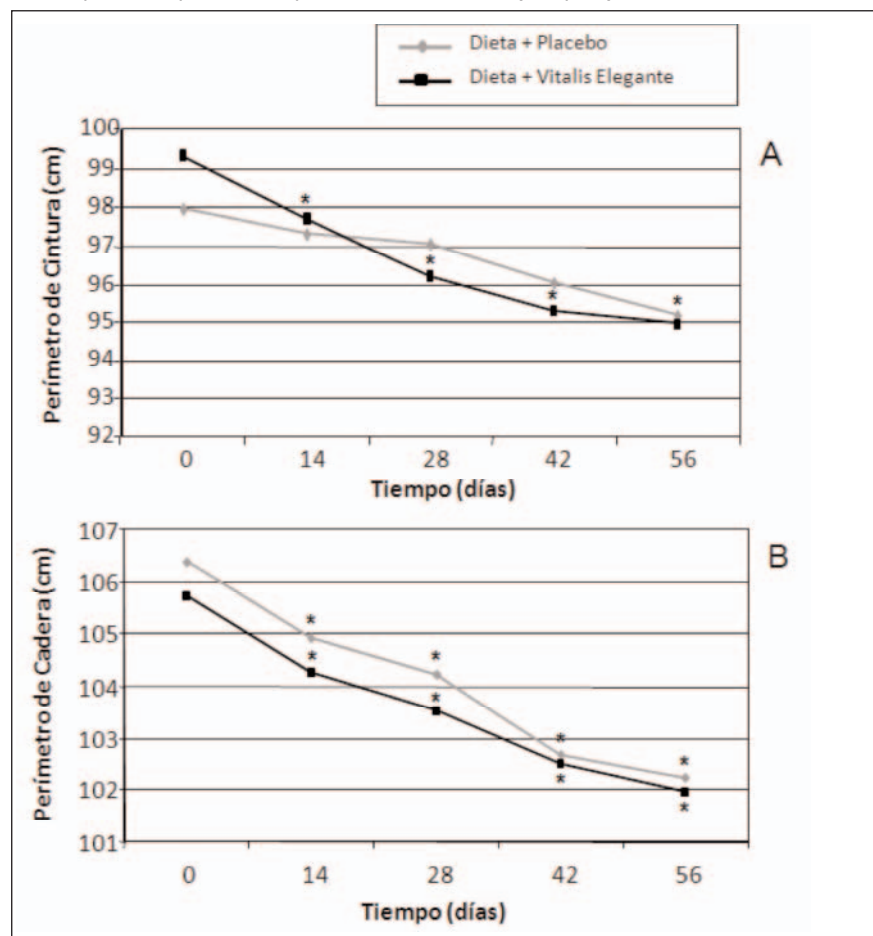 Dieta + Placebo
Dieta + Vitalis Elegante
A
Perímetro de Cintura (cm)
100
99
98
97
96
95
94
93
92
*
*
*
*
0 14 28 42 56
Tiempo (días)
B
Perímetro de Cadera (cm)
107
106
105
104
103
102
101
*
*
*
*
*
*
*
*
0 14 28 42 56
Tiempo (días)